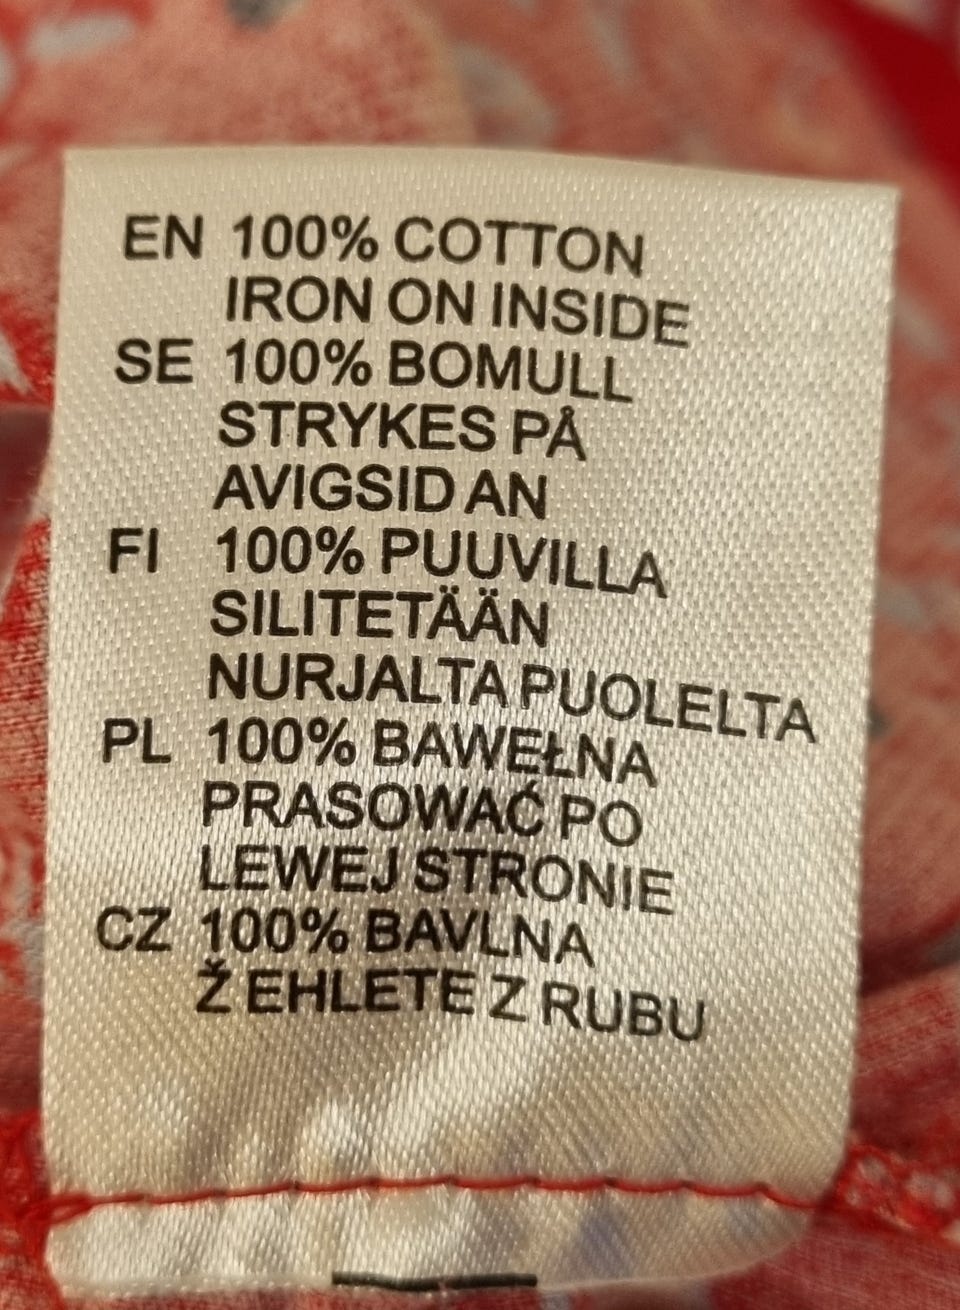 EN 100% COTTON
IRON ON INSIDE
SE 100% BOMULL
STRYKES PÅ
AVIGSID AN
FI 100% PUUVILLA
SILITETÄÄN
NURJALTA PUOLELTA
PL 100% BAWEŁNA
PRASOWAĆ PO
LEWEJ STRONIE
CZ 100% BAVLNA
Ž EHLETE Z RUBU